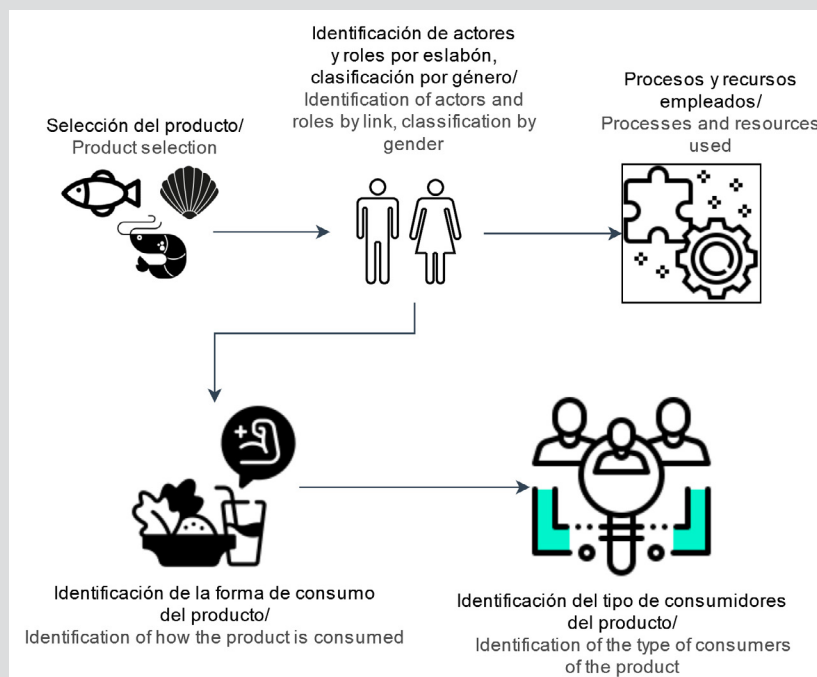 Selección del producto/
Product selection
Identificación de actores
y roles por eslabón,
clasificación por género/
Identification of actors and
roles by link, classification by
gender
Procesos y recursos
empleados/
Processes and resources
used
Identificación de la forma de consumo
del producto/
Identification of how the product is consumed
Identificación del tipo de consumidores
del producto/
Identification of the type of consumers
of the product